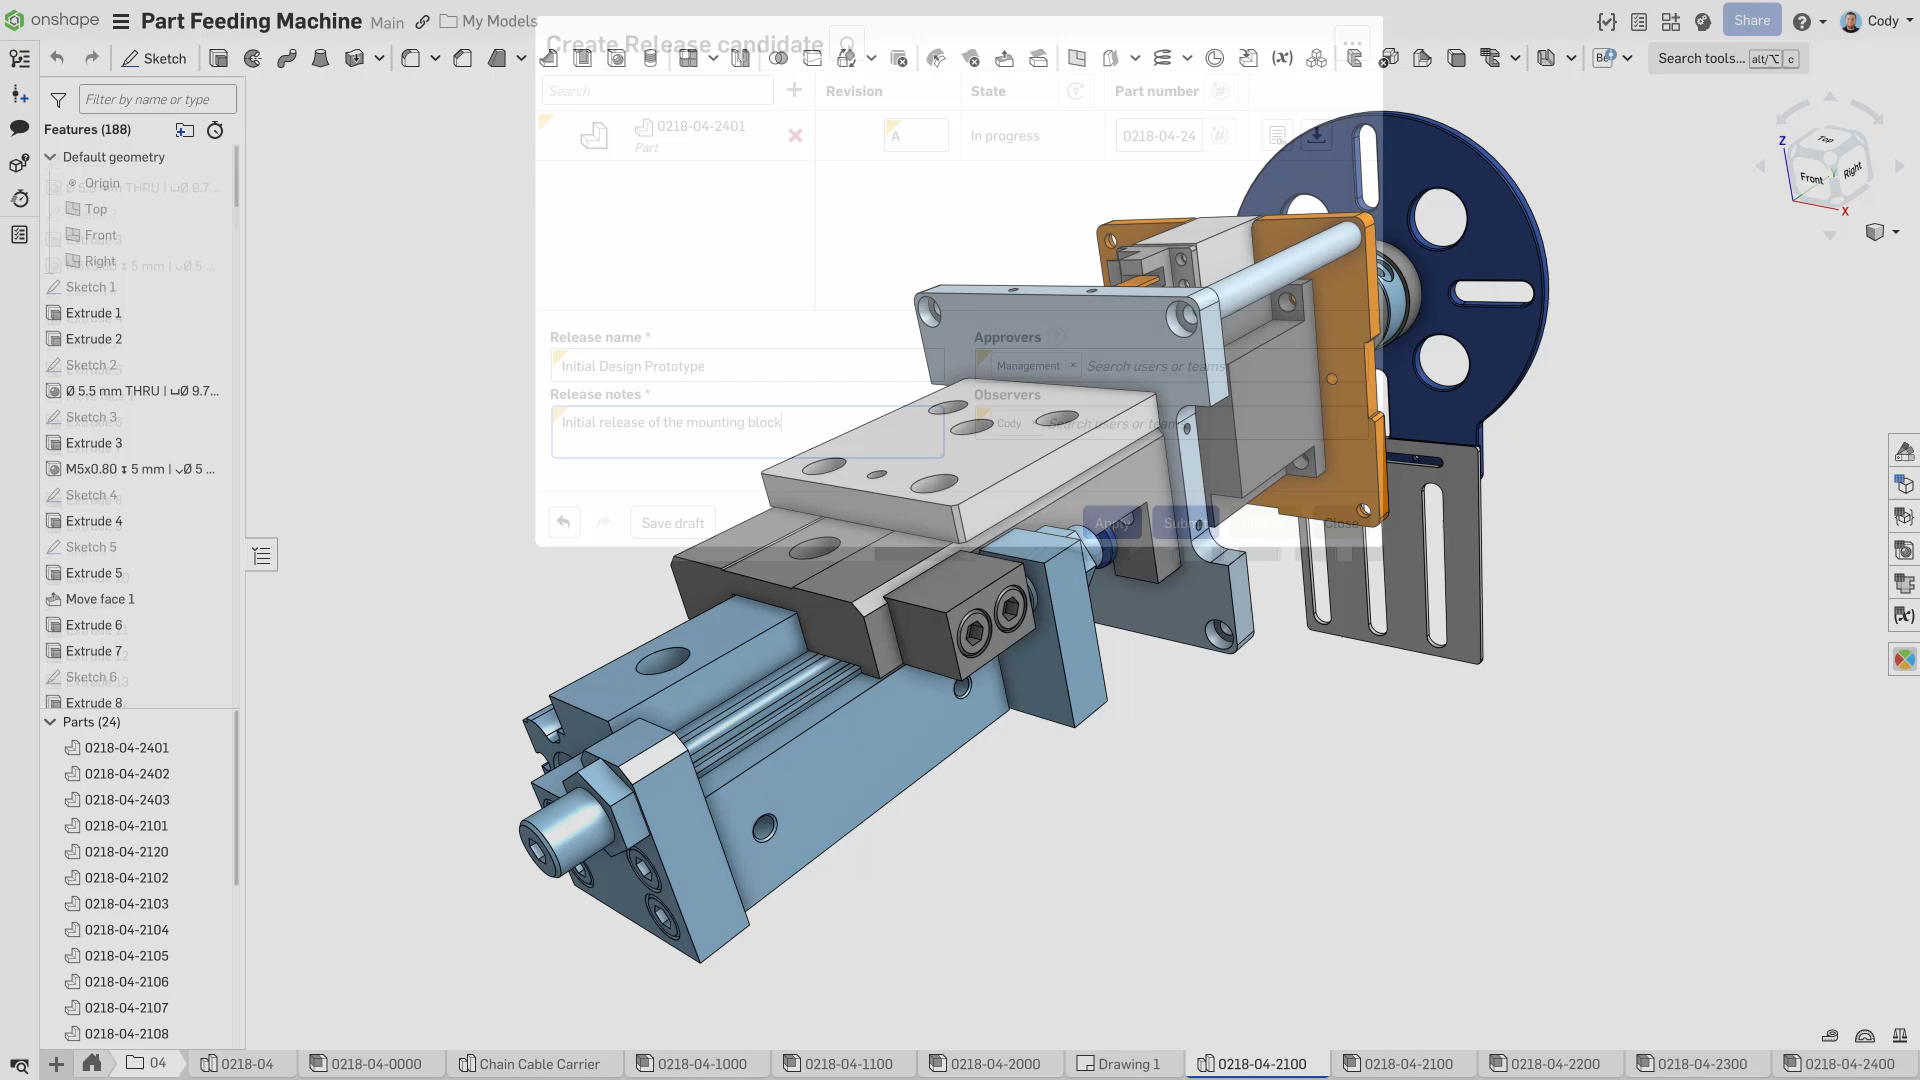 onshape Part Feeding Machine Main My Models Share Cody
Sketch Search tools... alt/⌥ c
Filter by name or type
Features (188)
Default geometry
Origin
Top
Front
Right
Sketch 1
Extrude 1
Extrude 2
Sketch 2
Ø 5.5 mm THRU | ⌴Ø 9.7...
Sketch 3
Extrude 3
M5x0.80 ↧ 5 mm | ⌵Ø 5 ...
Sketch 4
Extrude 4
Sketch 5
Extrude 5
Move face 1
Extrude 6
Extrude 7
Sketch 6
Extrude 8
Parts (24)
0218-04-2401
0218-04-2402
0218-04-2403
0218-04-2101
0218-04-2120
0218-04-2102
0218-04-2103
0218-04-2104
0218-04-2105
0218-04-2106
0218-04-2107
0218-04-2108
Create Release candidate
Search Revision State Part number
0218-04-2401 A In progress 0218-04-24
Part
Release name *
Initial Design Prototype
Release notes *
Initial release of the mounting block
Approvers
Management × Search users or teams
Observers
Cody × Search users or teams
Save draft Apply Submit Close
Z Top Front Right X
04 0218-04 0218-04-0000 Chain Cable Carrier 0218-04-1000 0218-04-1100 0218-04-2000 Drawing 1 0218-04-2100 0218-04-2100 0218-04-2200 0218-04-2300 0218-04-2400